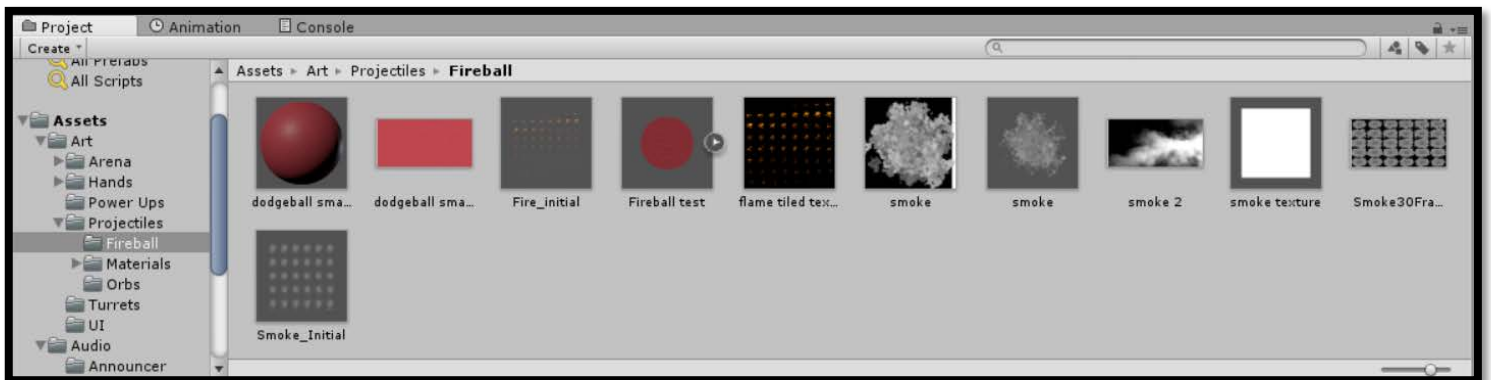 Project Animation Console
Create
All Prefabs
All Scripts
Assets
Art
Arena
Hands
Power Ups
Projectiles
Fireball
Materials
Orbs
Turrets
UI
Audio
Announcer
Assets Art Projectiles Fireball
dodgeball sma... dodgeball sma... Fire_initial Fireball test flame tiled tex... smoke smoke smoke 2 smoke texture Smoke30Fra...
Smoke_Initial